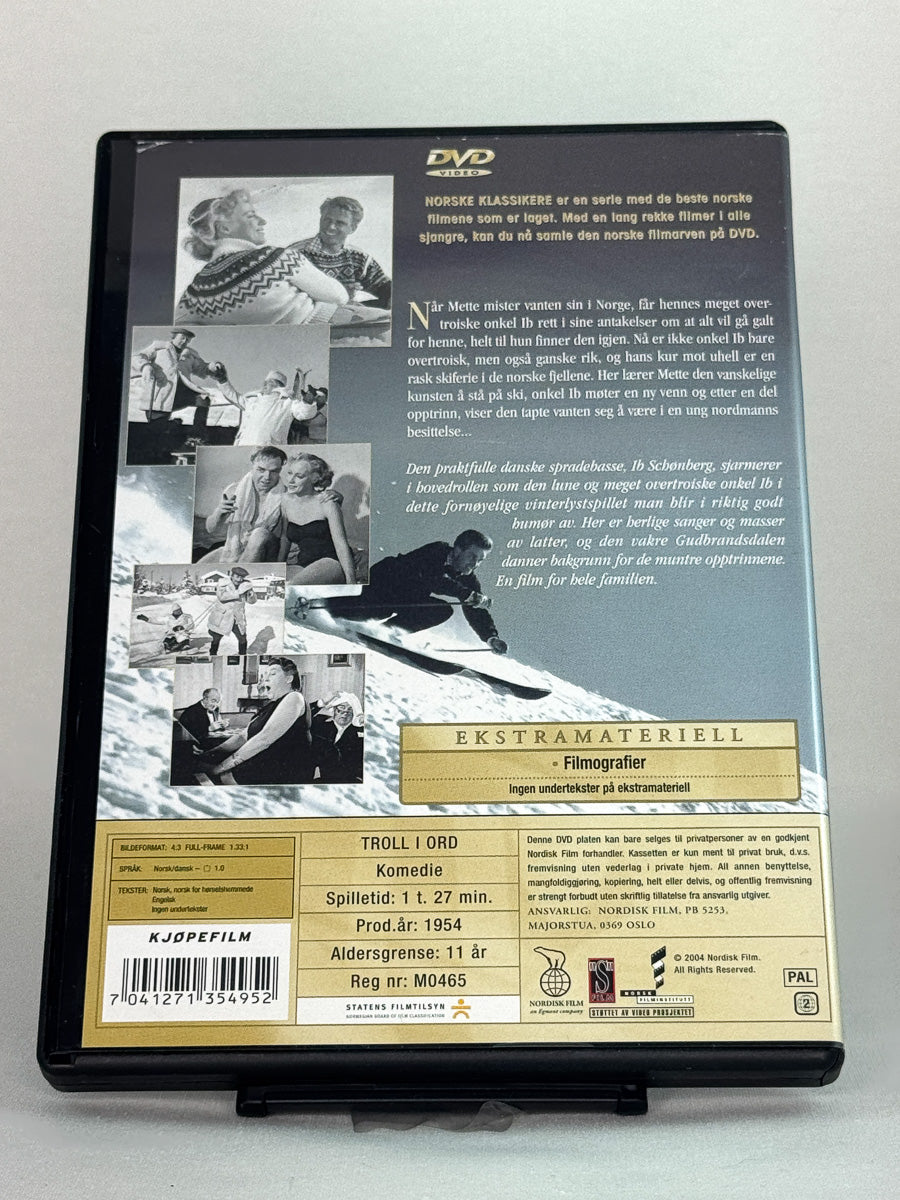 DVD
VIDEO
NORSKE KLASSIKERE er en serie med de beste norske
filmene som er laget. Med en lang rekke filmer i alle
sjangre, kan du nå samle den norske filmarven på DVD.
Når Mette mister vanten sin i Norge, får hennes meget over-
troiske onkel Ib rett i sine antakelser om at alt vil gå galt
for henne, helt til hun finner den igjen. Nå er ikke onkel Ib bare
overtroisk, men også ganske rik, og hans kur mot uhell er en
rask skiferie i de norske fjellene. Her lærer Mette den vanskelige
kunsten å stå på ski, onkel Ib møter en ny venn og etter en del
opptrinn, viser den tapte vanten seg å være i en ung nordmanns
besittelse...
Den praktfulle danske spradebasse, Ib Schønberg, sjarmerer
i hovedrollen som den lune og meget overtroiske onkel Ib i
dette fornøyelige vinterlystspillet man blir i riktig godt
humør av. Her er herlige sanger og masser
av latter, og den vakre Gudbrandsdalen
danner bakgrunn for de muntre opptrinnene.
En film for hele familien.
EKSTRAMATERIELL
• Filmografier
Ingen undertekster på ekstramateriell
BILDEFORMAT: 4:3 FULL-FRAME 1.33:1
SPRÅK: Norsk/dansk – 1.0
TEKSTER: Norsk, norsk for hørselshemmede
Engelsk
Ingen undertekster
KJØPEFILM
7 041271 354952
TROLL I ORD
Komedie
Spilletid: 1 t. 27 min.
Prod.år: 1954
Aldersgrense: 11 år
Reg nr: M0465
STATENS FILMTILSYN
NORWEGIAN BOARD OF FILM CLASSIFICATION
Denne DVD platen kan bare selges til privatpersoner av en godkjent
Nordisk Film forhandler. Kassetten er kun ment til privat bruk, d.v.s.
fremvisning uten vederlag i private hjem. All annen benyttelse,
mangfoldiggjøring, kopiering, helt eller delvis, og offentlig fremvisning
er strengt forbudt uten skriftlig tillatelse fra ansvarlig utgiver.
ANSVARLIG: NORDISK FILM, PB 5253,
MAJORSTUA, 0369 OSLO
NORDISK FILM
an Egmont company
NORSK
FILMINSTITUTT
STØTTET AV VIDEO PROSJEKTET
© 2004 Nordisk Film.
All Rights Reserved.
PAL
2